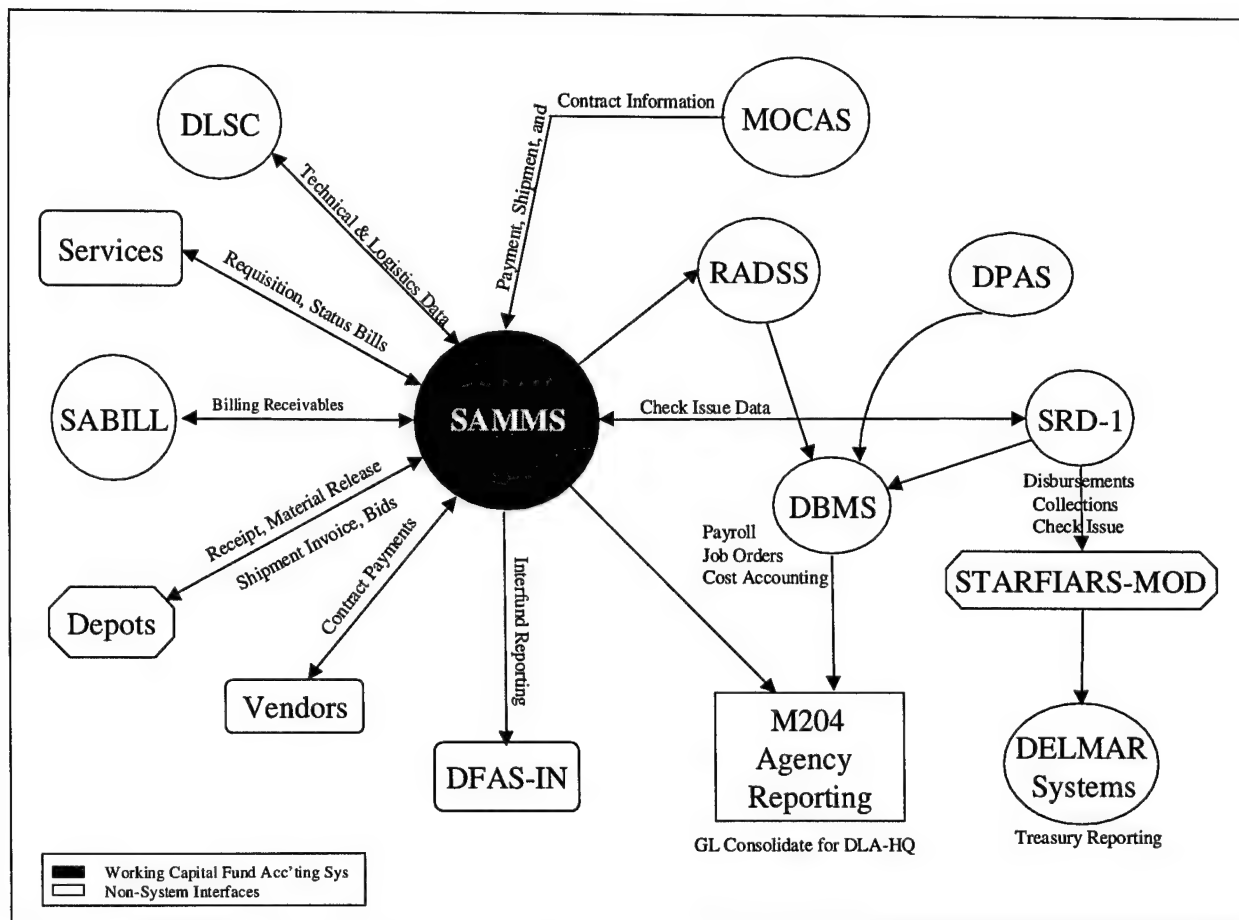 DLSC
MOCAS
Contract Information
Payment, Shipment, and
Technical & Logistics Data
Services
Requisition, Status Bills
RADSS
DPAS
SABILL
Billing Receivables
SAMMS
Check Issue Data
SRD-1
DBMS
Disbursements
Collections
Check Issue
Payroll
Job Orders
Cost Accounting
Receipt, Material Release
Shipment Invoice, Bids
Depots
Contract Payments
Vendors
Interfund Reporting
DFAS-IN
STARFIARS-MOD
M204
Agency
Reporting
GL Consolidate for DLA-HQ
DELMAR
Systems
Treasury Reporting
Working Capital Fund Acc'ting Sys
Non-System Interfaces